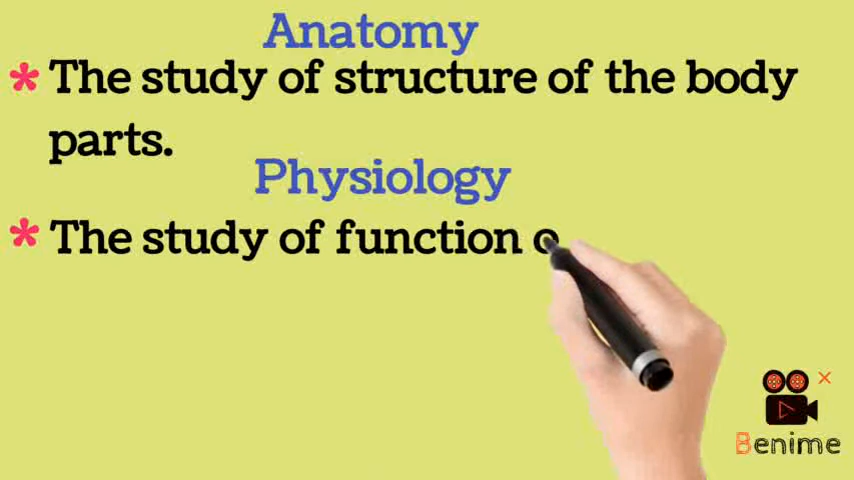 Anatomy
* The study of structure of the body
parts.
Physiology
* The study of function o
Benime